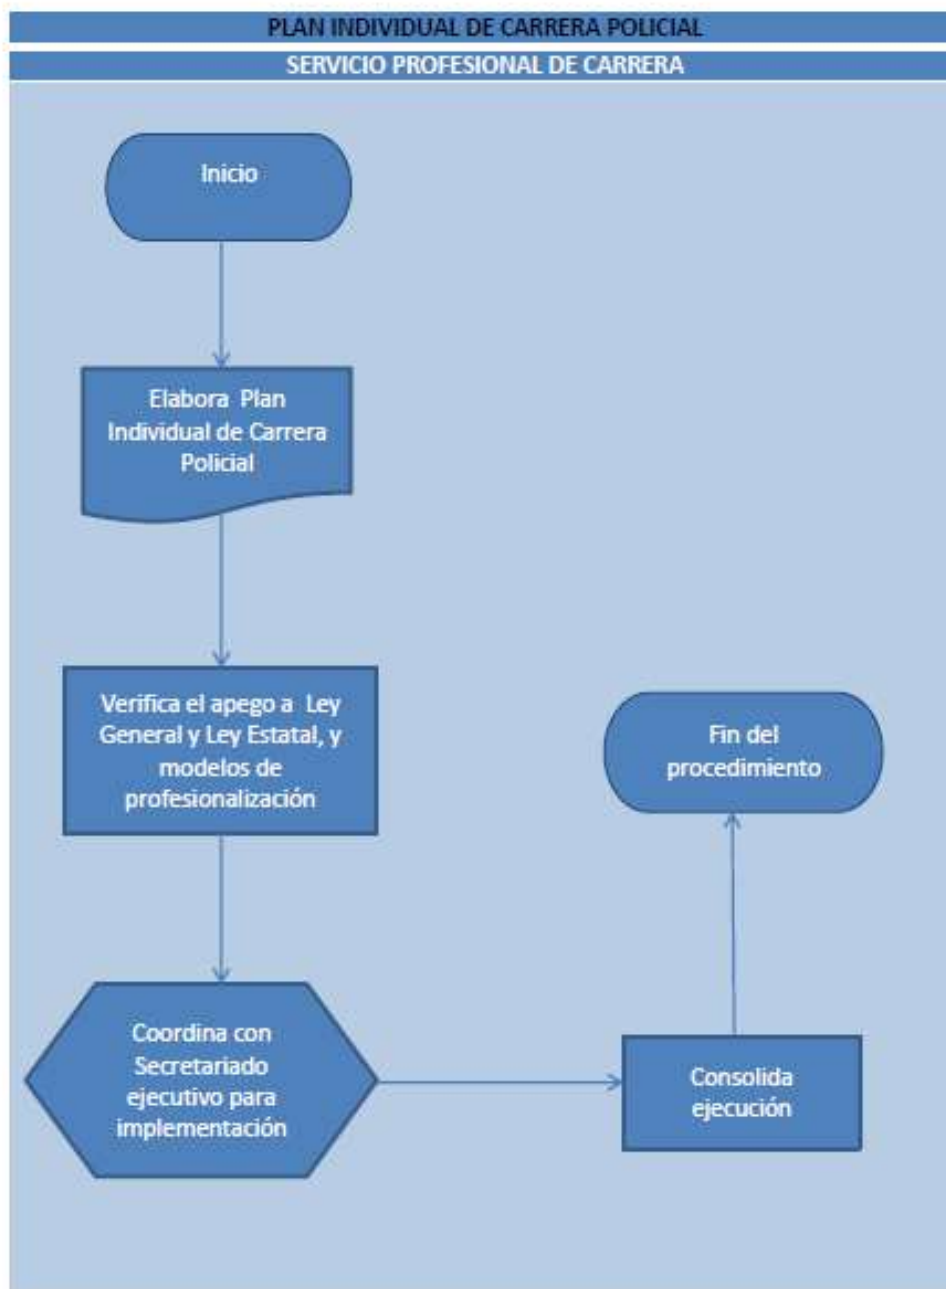 PLAN INDIVIDUAL DE CARRERA POLICIAL
SERVICIO PROFESIONAL DE CARRERA
Inicio
Elabora Plan
Individual de Carrera
Policial
Verifica el apego a Ley
General y Ley Estatal, y
modelos de
profesionalización
Coordina con
Secretariado
ejecutivo para
implementación
Consolida
ejecución
Fin del
procedimiento